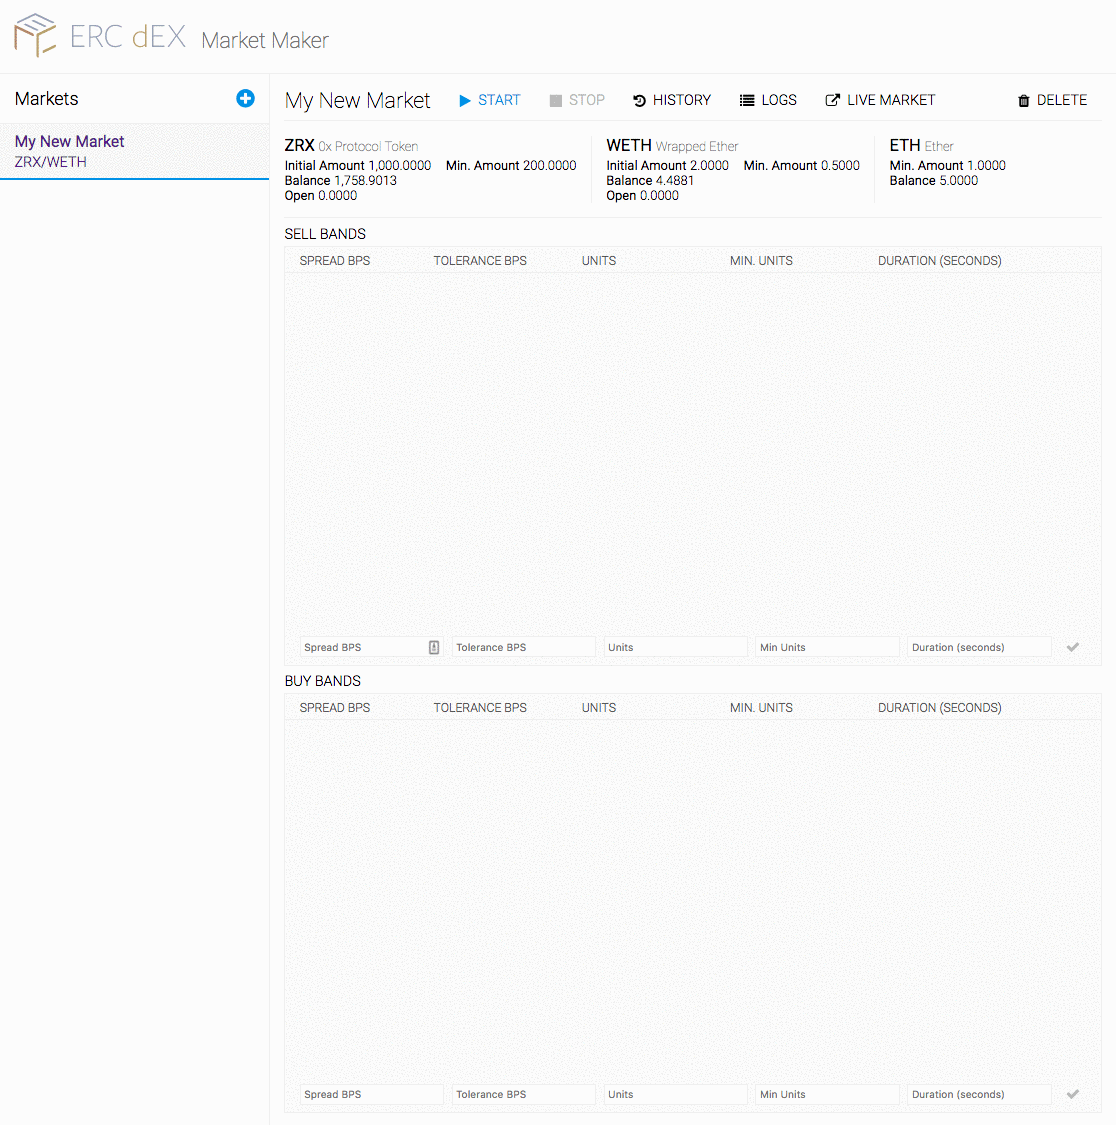 ERC dEX Market Maker
Markets
My New Market
ZRX/WETH
My New Market START STOP HISTORY LOGS LIVE MARKET DELETE
ZRX 0x Protocol Token
Initial Amount 1,000.0000 Min. Amount 200.0000
Balance 1,758.9013
Open 0.0000
WETH Wrapped Ether
Initial Amount 2.0000 Min. Amount 0.5000
Balance 4.4881
Open 0.0000
ETH Ether
Min. Amount 1.0000
Balance 5.0000
SELL BANDS
SPREAD BPS TOLERANCE BPS UNITS MIN. UNITS DURATION (SECONDS)
Spread BPS Tolerance BPS Units Min Units Duration (seconds)
BUY BANDS
SPREAD BPS TOLERANCE BPS UNITS MIN. UNITS DURATION (SECONDS)
Spread BPS Tolerance BPS Units Min Units Duration (seconds)